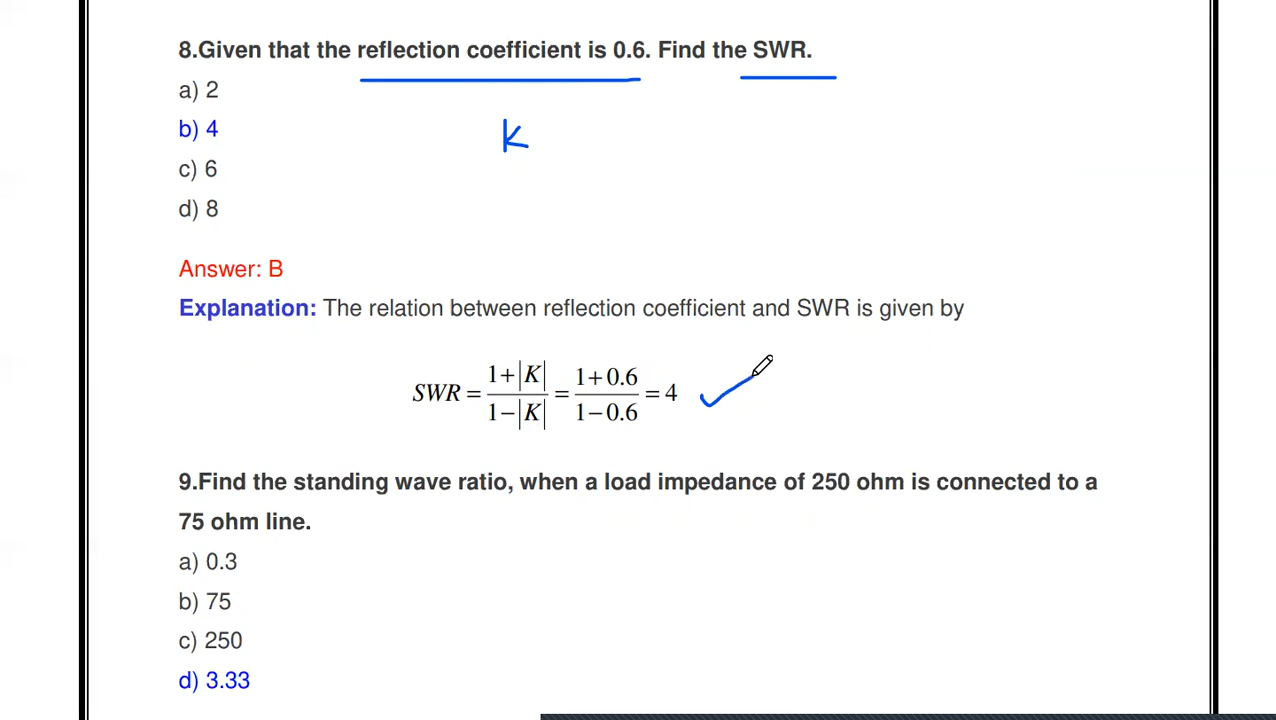 8.Given that the reflection coefficient is 0.6. Find the SWR.
a) 2
b) 4
K
c) 6
d) 8
Answer: B
Explanation: The relation between reflection coefficient and SWR is given by
SWR = \frac{1+|K|}{1-|K|} = \frac{1+0.6}{1-0.6} = 4
9.Find the standing wave ratio, when a load impedance of 250 ohm is connected to a
75 ohm line.
a) 0.3
b) 75
c) 250
d) 3.33